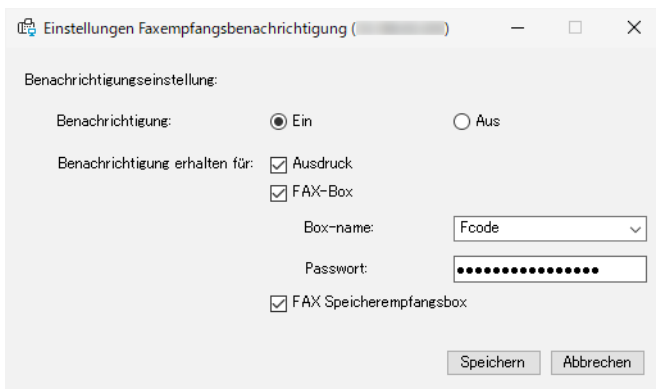 Einstellungen Faxempfangsbenachrichtigung ( )
Benachrichtigungseinstellung:
Benachrichtigung: Ein Aus
Benachrichtigung erhalten für: Ausdruck
FAX-Box
Box-name: Fcode
Passwort: ●●●●●●●●●●●●●●●●
FAX Speicherempfangsbox
Speichern Abbrechen